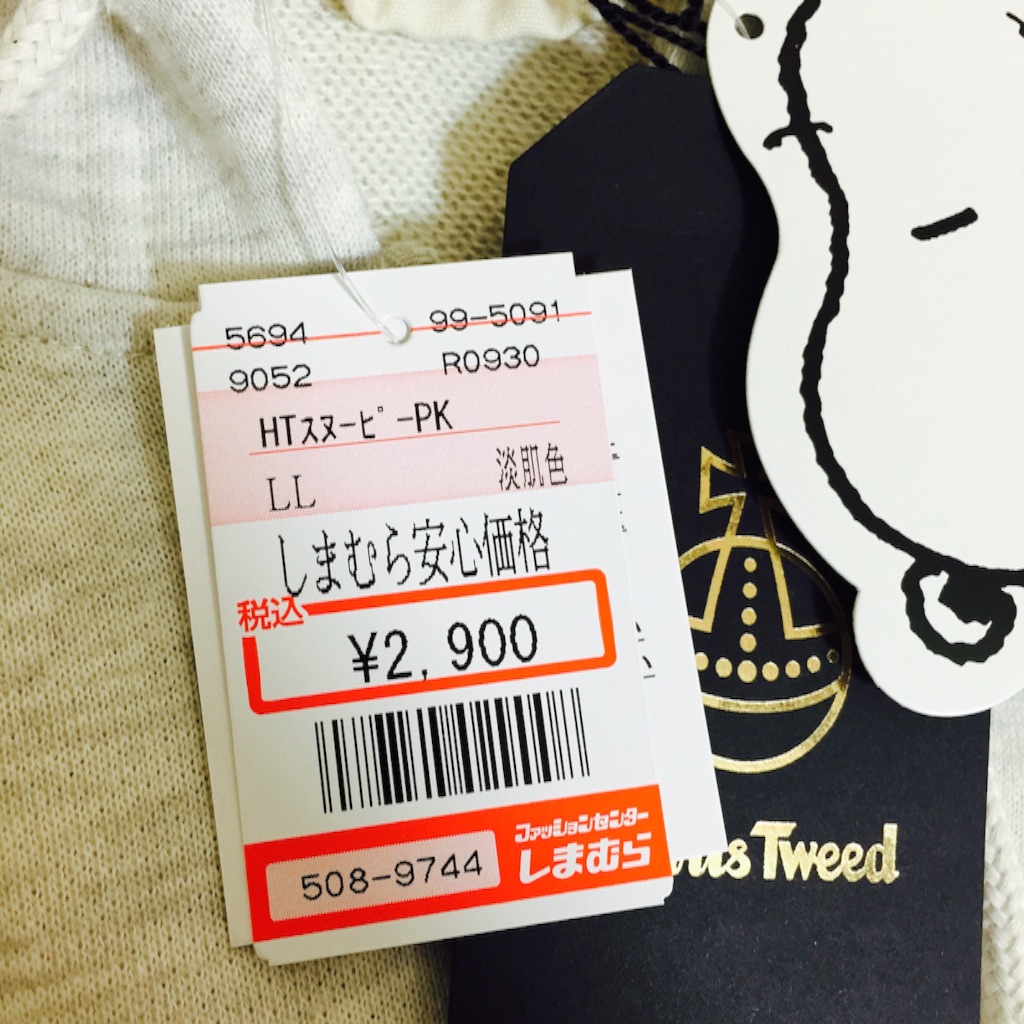 5694 99-5091
9052 R0930
HTスヌーピーPK
LL 淡肌色
しまむら安心価格
税込
¥2,900
508-9744
ファッションセンター
しまむら
Tweed